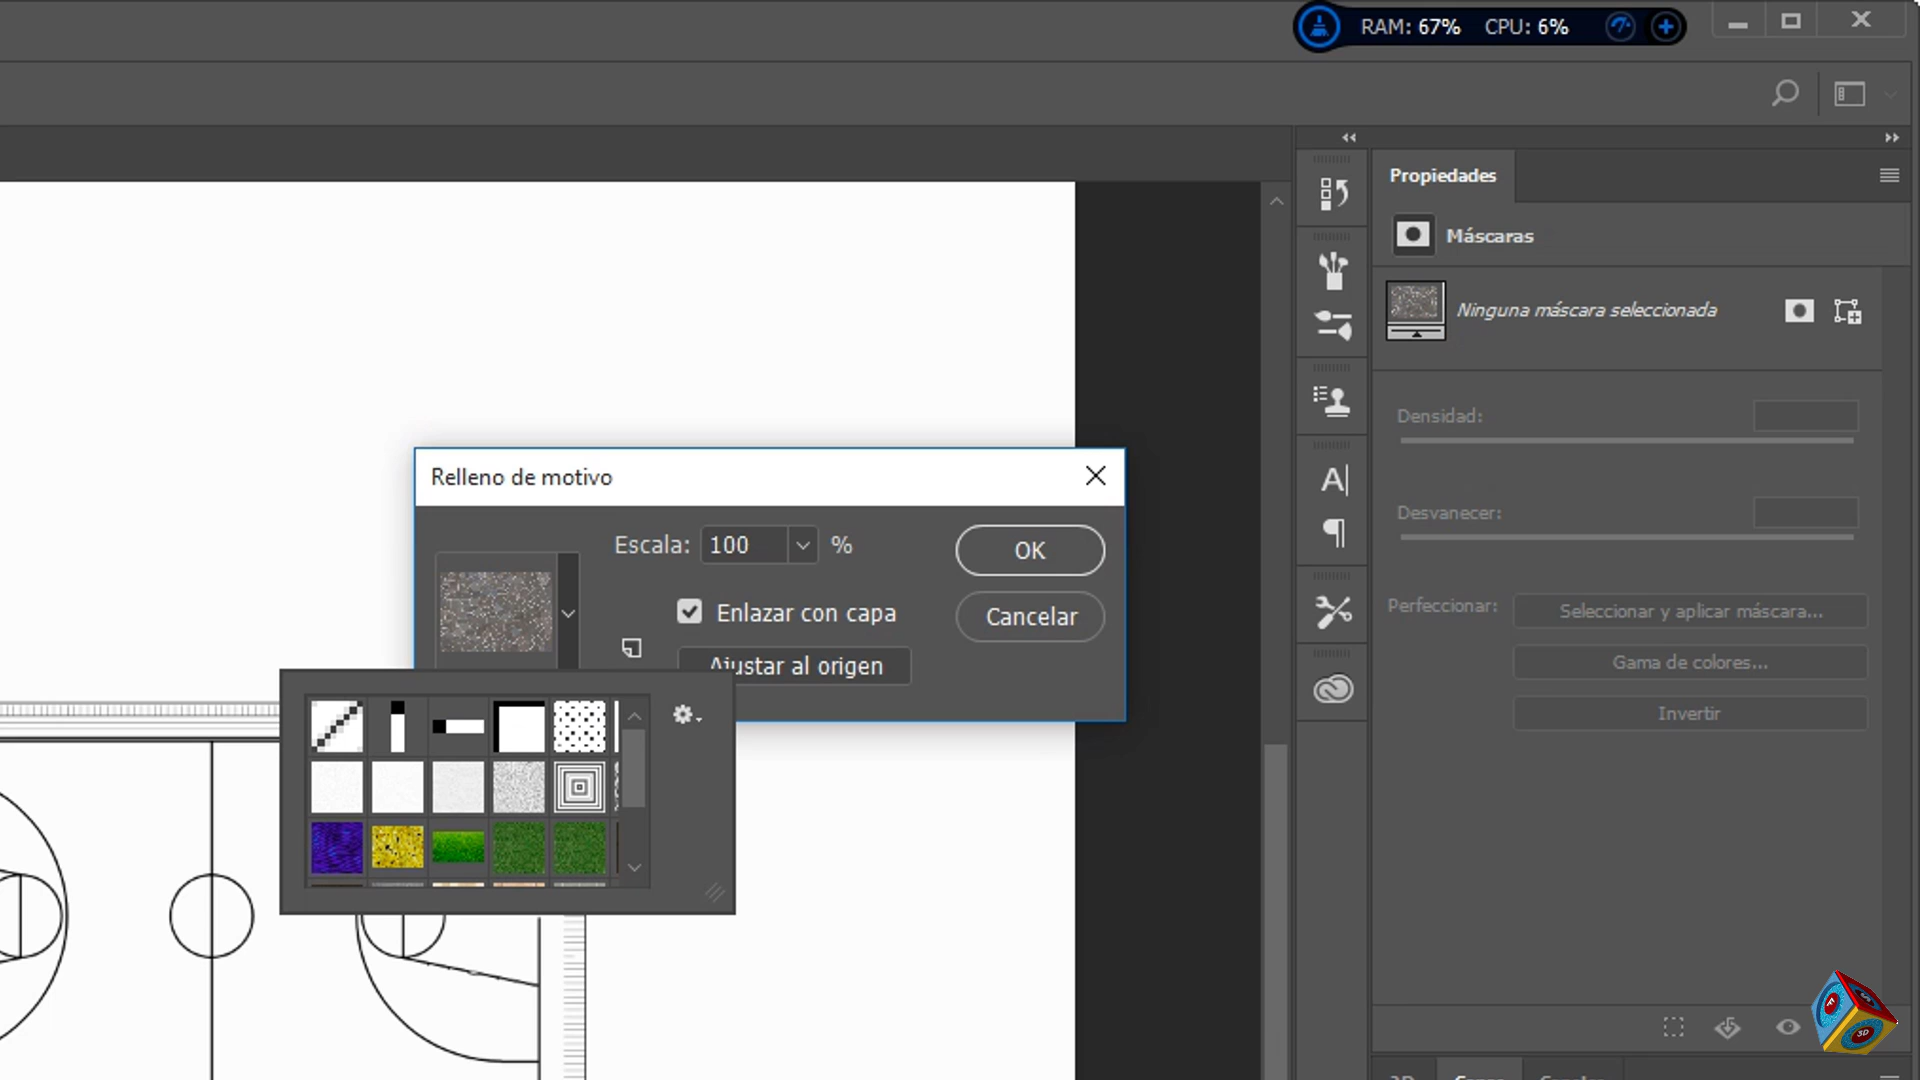 RAM: 67% CPU: 6%
Propiedades
Máscaras
Ninguna máscara seleccionada
Densidad:
Desvanecer:
Perfeccionar: Seleccionar y aplicar máscara...
Gama de colores...
Invertir
Relleno de motivo
Escala: 100 %
OK
Enlazar con capa
Cancelar
Ajustar al origen
A
3D